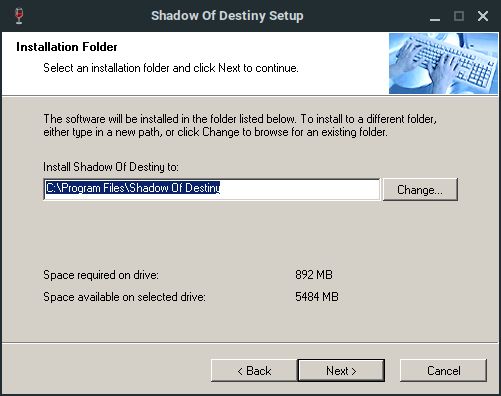 Shadow Of Destiny Setup
Installation Folder
Select an installation folder and click Next to continue.
The software will be installed in the folder listed below. To install to a different folder,
either type in a new path, or click Change to browse for an existing folder.
Install Shadow Of Destiny to:
C:\Program Files\Shadow Of Destiny
Change...
Space required on drive: 892 MB
Space available on selected drive: 5484 MB
< Back Next > Cancel